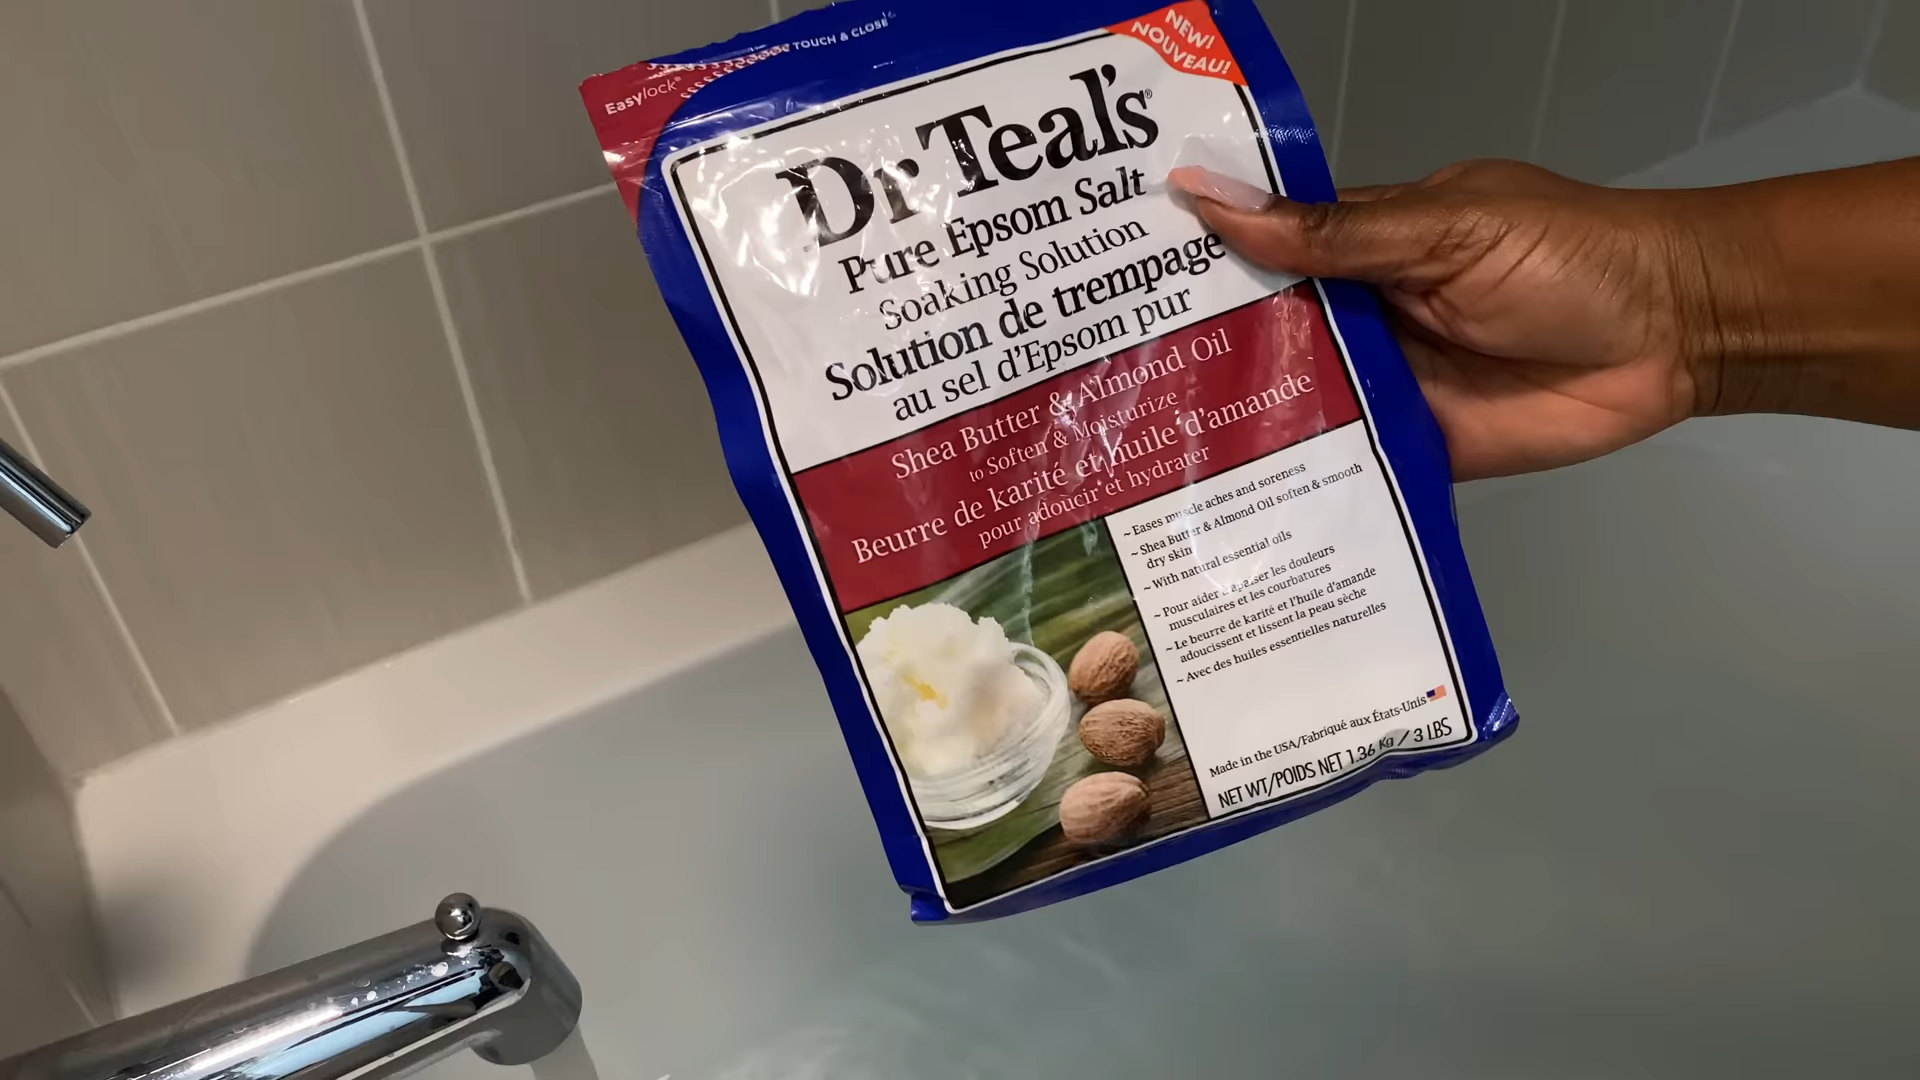 Easylock® TOUCH & CLOSE
NEW!
NOUVEAU!
Dr Teal's®
Pure Epsom Salt
Soaking Solution
Solution de trempage
au sel d'Epsom pur
Shea Butter & Almond Oil
to Soften & Moisturize
Beurre de karité et huile d'amande
pour adoucir et hydrater
~ Eases muscle aches and soreness
~ Shea Butter & Almond Oil soften & smooth
dry skin
~ With natural essential oils
~ Pour aider à apaiser les douleurs
musculaires et les courbatures
~ Le beurre de karité et l'huile d'amande
adoucissent et lissent la peau sèche
~ Avec des huiles essentielles naturelles
Made in the USA/Fabriqué aux États-Unis
NET WT/POIDS NET 1.36 Kg / 3 LBS